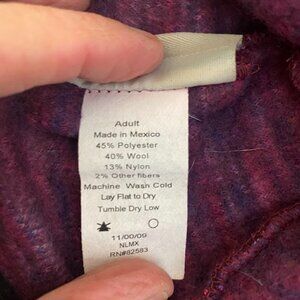 Adult
Made in Mexico
45% Polyester
40% Wool
13% Nylon
2% Other fibers
Machine Wash Cold
Lay Flat to Dry
Tumble Dry Low
11/00/09
NLMX
RN#82583